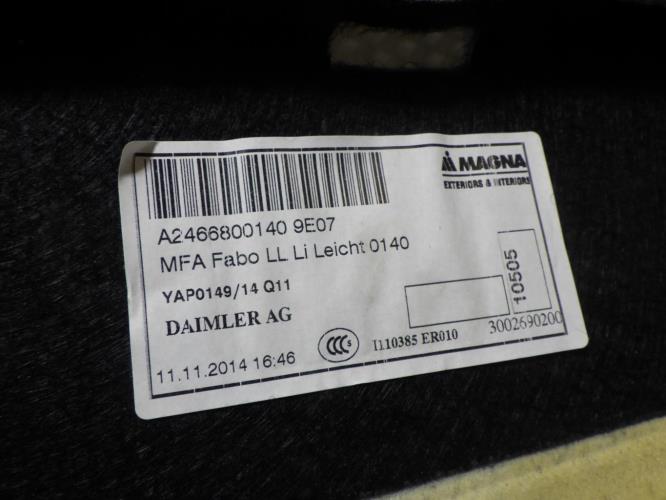 MAGNA
EXTERIORS & INTERIORS
A2466800140 9E07
MFA Fabo LL Li Leicht 0140
YAP0149/14 Q11
DAIMLER AG
11.11.2014 16:46
CCC S
I110385 ER010
10505
3002690200